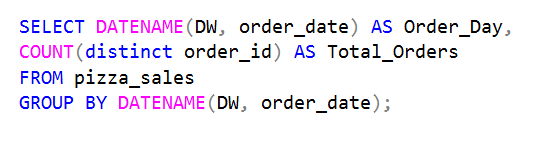 SELECT DATENAME(DW, order_date) AS Order_Day,
COUNT(distinct order_id) AS Total_Orders
FROM pizza_sales
GROUP BY DATENAME(DW, order_date);